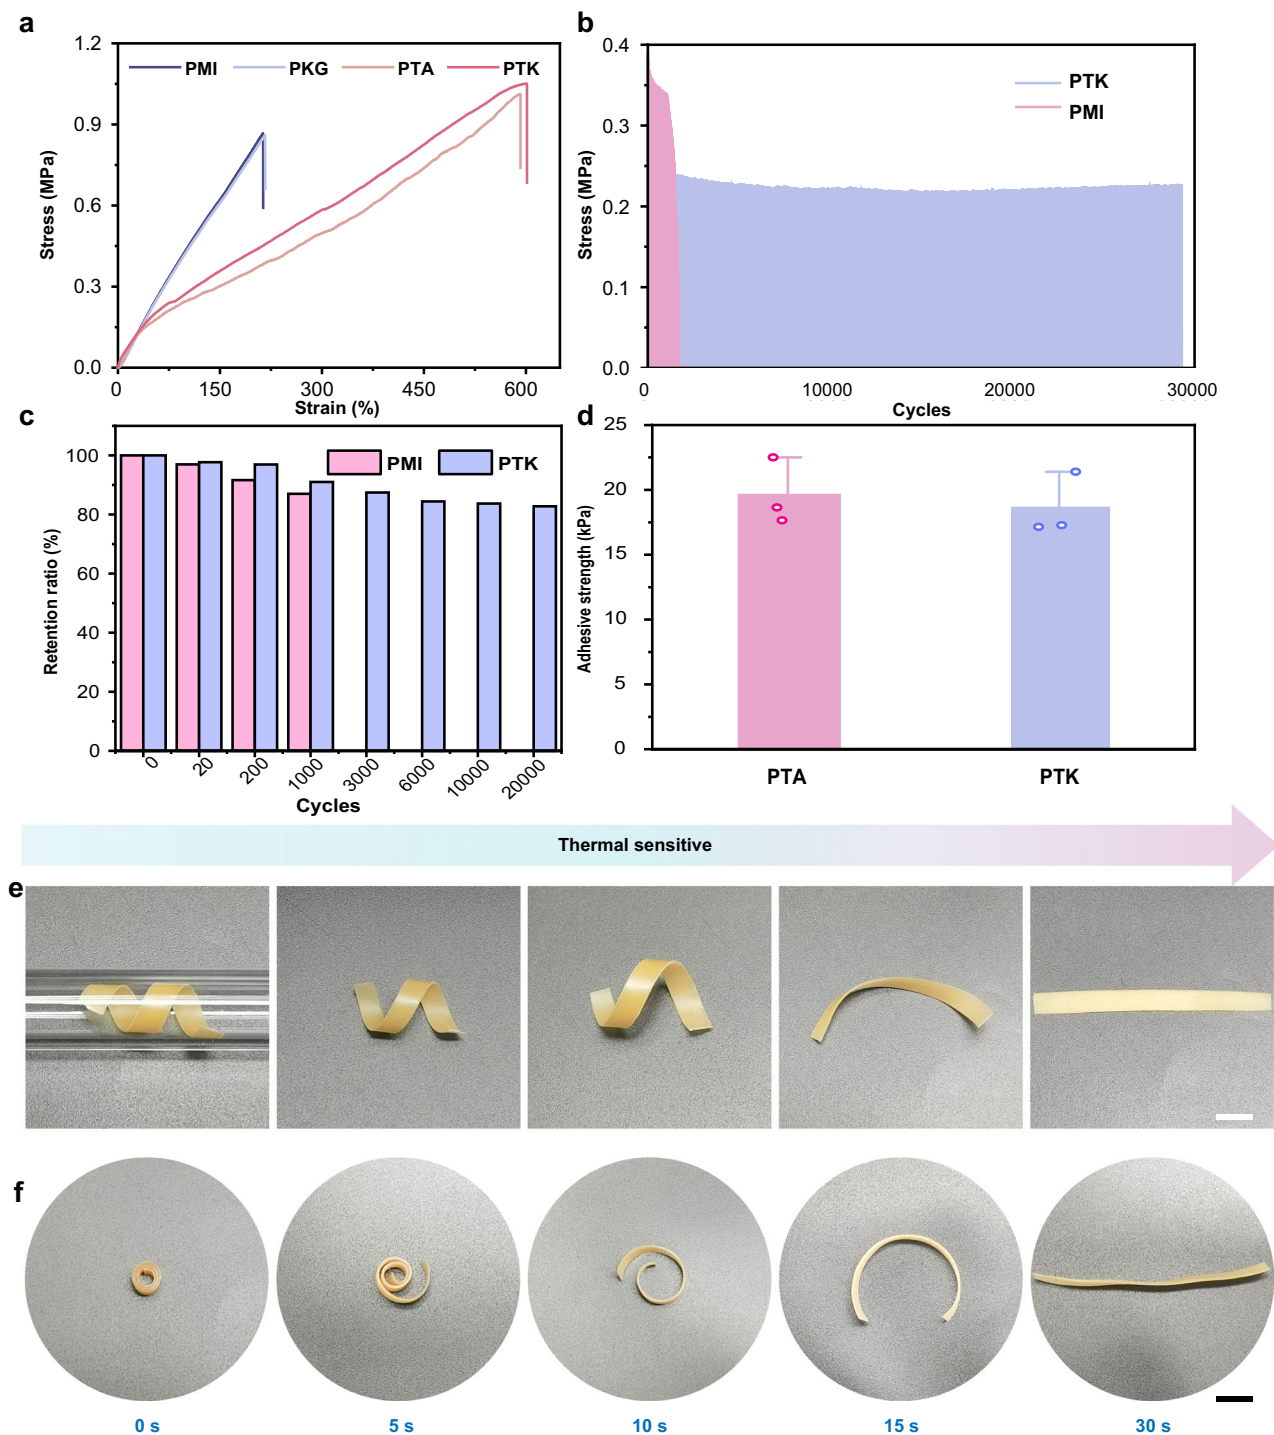 a
1.2
0.9
0.6
0.3
0.0
Stress (MPa)
PMI PKG PTA PTK
0 150 300 450 600
Strain (%)
b
0.4
0.3
0.2
0.1
0.0
Stress (MPa)
PTK
PMI
0 10000 20000 30000
Cycles
c
100
80
60
40
20
0
Retention ratio (%)
PMI PTK
0 20 200 1000 3000 6000 10000 20000
Cycles
d
25
20
15
10
5
0
Adhesive strength (kPa)
PTA PTK
Thermal sensitive
e
f
0 s 5 s 10 s 15 s 30 s